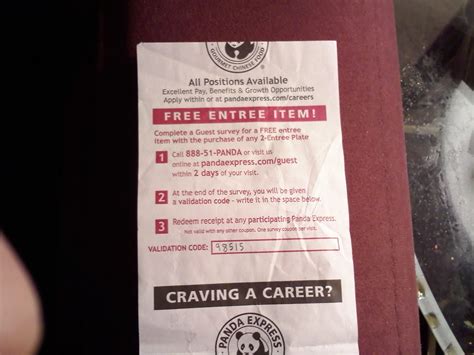 GOURMET CHINESE FOOD
All Positions Available
Excellent Pay, Benefits & Growth Opportunities
Apply within or at pandaexpress.com/careers
FREE ENTREE ITEM!
Complete a Guest survey for a FREE entree
item with the purchase of any 2-Entree Plate
1 Call 888-51-PANDA or visit us
online at pandaexpress.com/guest
within 2 days of your visit.
2 At the end of the survey, you will be given
a validation code - write it in the space below.
3 Redeem receipt at any participating Panda Express.
Not valid with any other coupon. One survey coupon per visit.
VALIDATION CODE: 98515
CRAVING A CAREER?
PANDA EXPRESS